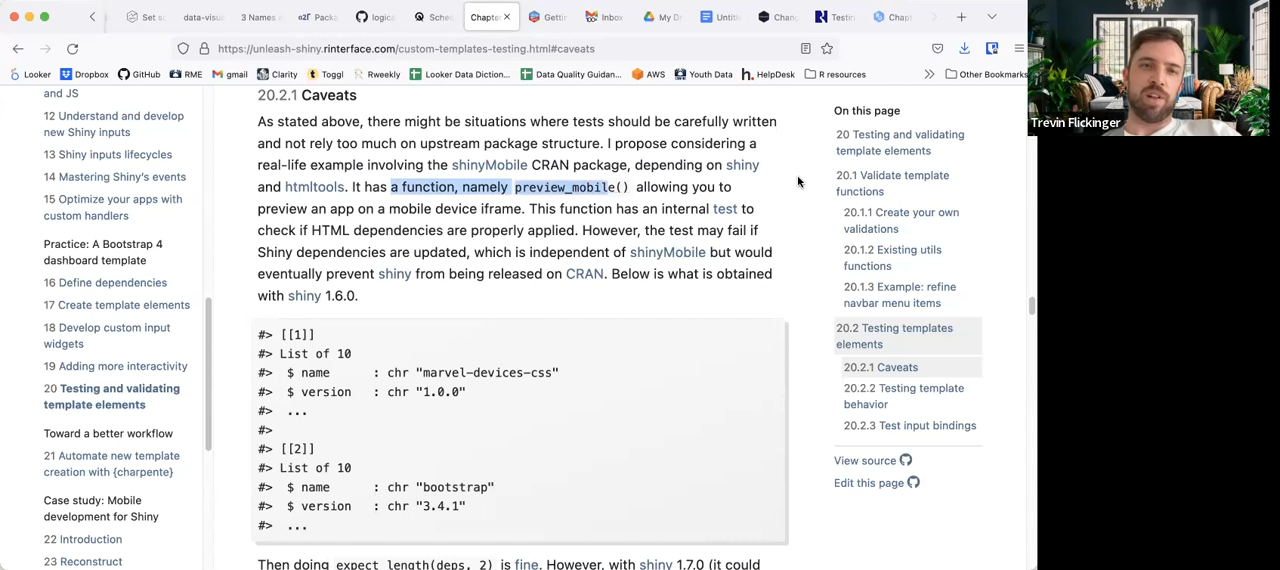 Set s
data-visua
3 Names
Packa
logica
Sche
Chapte
Getti
Inbox
My D
Untitl
Chang
Testin
Chapt
https://unleash-shiny.rinterface.com/custom-templates-testing.html#caveats
Looker
Dropbox
GitHub
RME
gmail
Clarity
Toggl
Rweekly
Looker Data Diction...
Data Quality Guidan...
AWS
Youth Data
HelpDesk
R resources
Other Bookmarks
and JS
12 Understand and develop
new Shiny inputs
13 Shiny inputs lifecycles
14 Mastering Shiny's events
15 Optimize your apps with
custom handlers
Practice: A Bootstrap 4
dashboard template
16 Define dependencies
17 Create template elements
18 Develop custom input
widgets
19 Adding more interactivity
20 Testing and validating
template elements
Toward a better workflow
21 Automate new template
creation with {charpente}
Case study: Mobile
development for Shiny
22 Introduction
23 Reconstruct
20.2.1 Caveats
As stated above, there might be situations where tests should be carefully written
and not rely too much on upstream package structure. I propose considering a
real-life example involving the shinyMobile CRAN package, depending on shiny
and htmltools. It has a function, namely preview_mobile() allowing you to
preview an app on a mobile device iframe. This function has an internal test to
check if HTML dependencies are properly applied. However, the test may fail if
Shiny dependencies are updated, which is independent of shinyMobile but would
eventually prevent shiny from being released on CRAN. Below is what is obtained
with shiny 1.6.0.
#> [[1]]
#> List of 10
#>  $ name      : chr "marvel-devices-css"
#>  $ version   : chr "1.0.0"
#>  ...
#>
#> [[2]]
#> List of 10
#>  $ name      : chr "bootstrap"
#>  $ version   : chr "3.4.1"
#>  ...
Then doing expect_length(deps, 2) is fine. However, with shiny 1.7.0 (it could
On this page
20 Testing and validating
template elements
20.1 Validate template
functions
20.1.1 Create your own
validations
20.1.2 Existing utils
functions
20.1.3 Example: refine
navbar menu items
20.2 Testing templates
elements
20.2.1 Caveats
20.2.2 Testing template
behavior
20.2.3 Test input bindings
View source
Edit this page
Trevin Flickinger